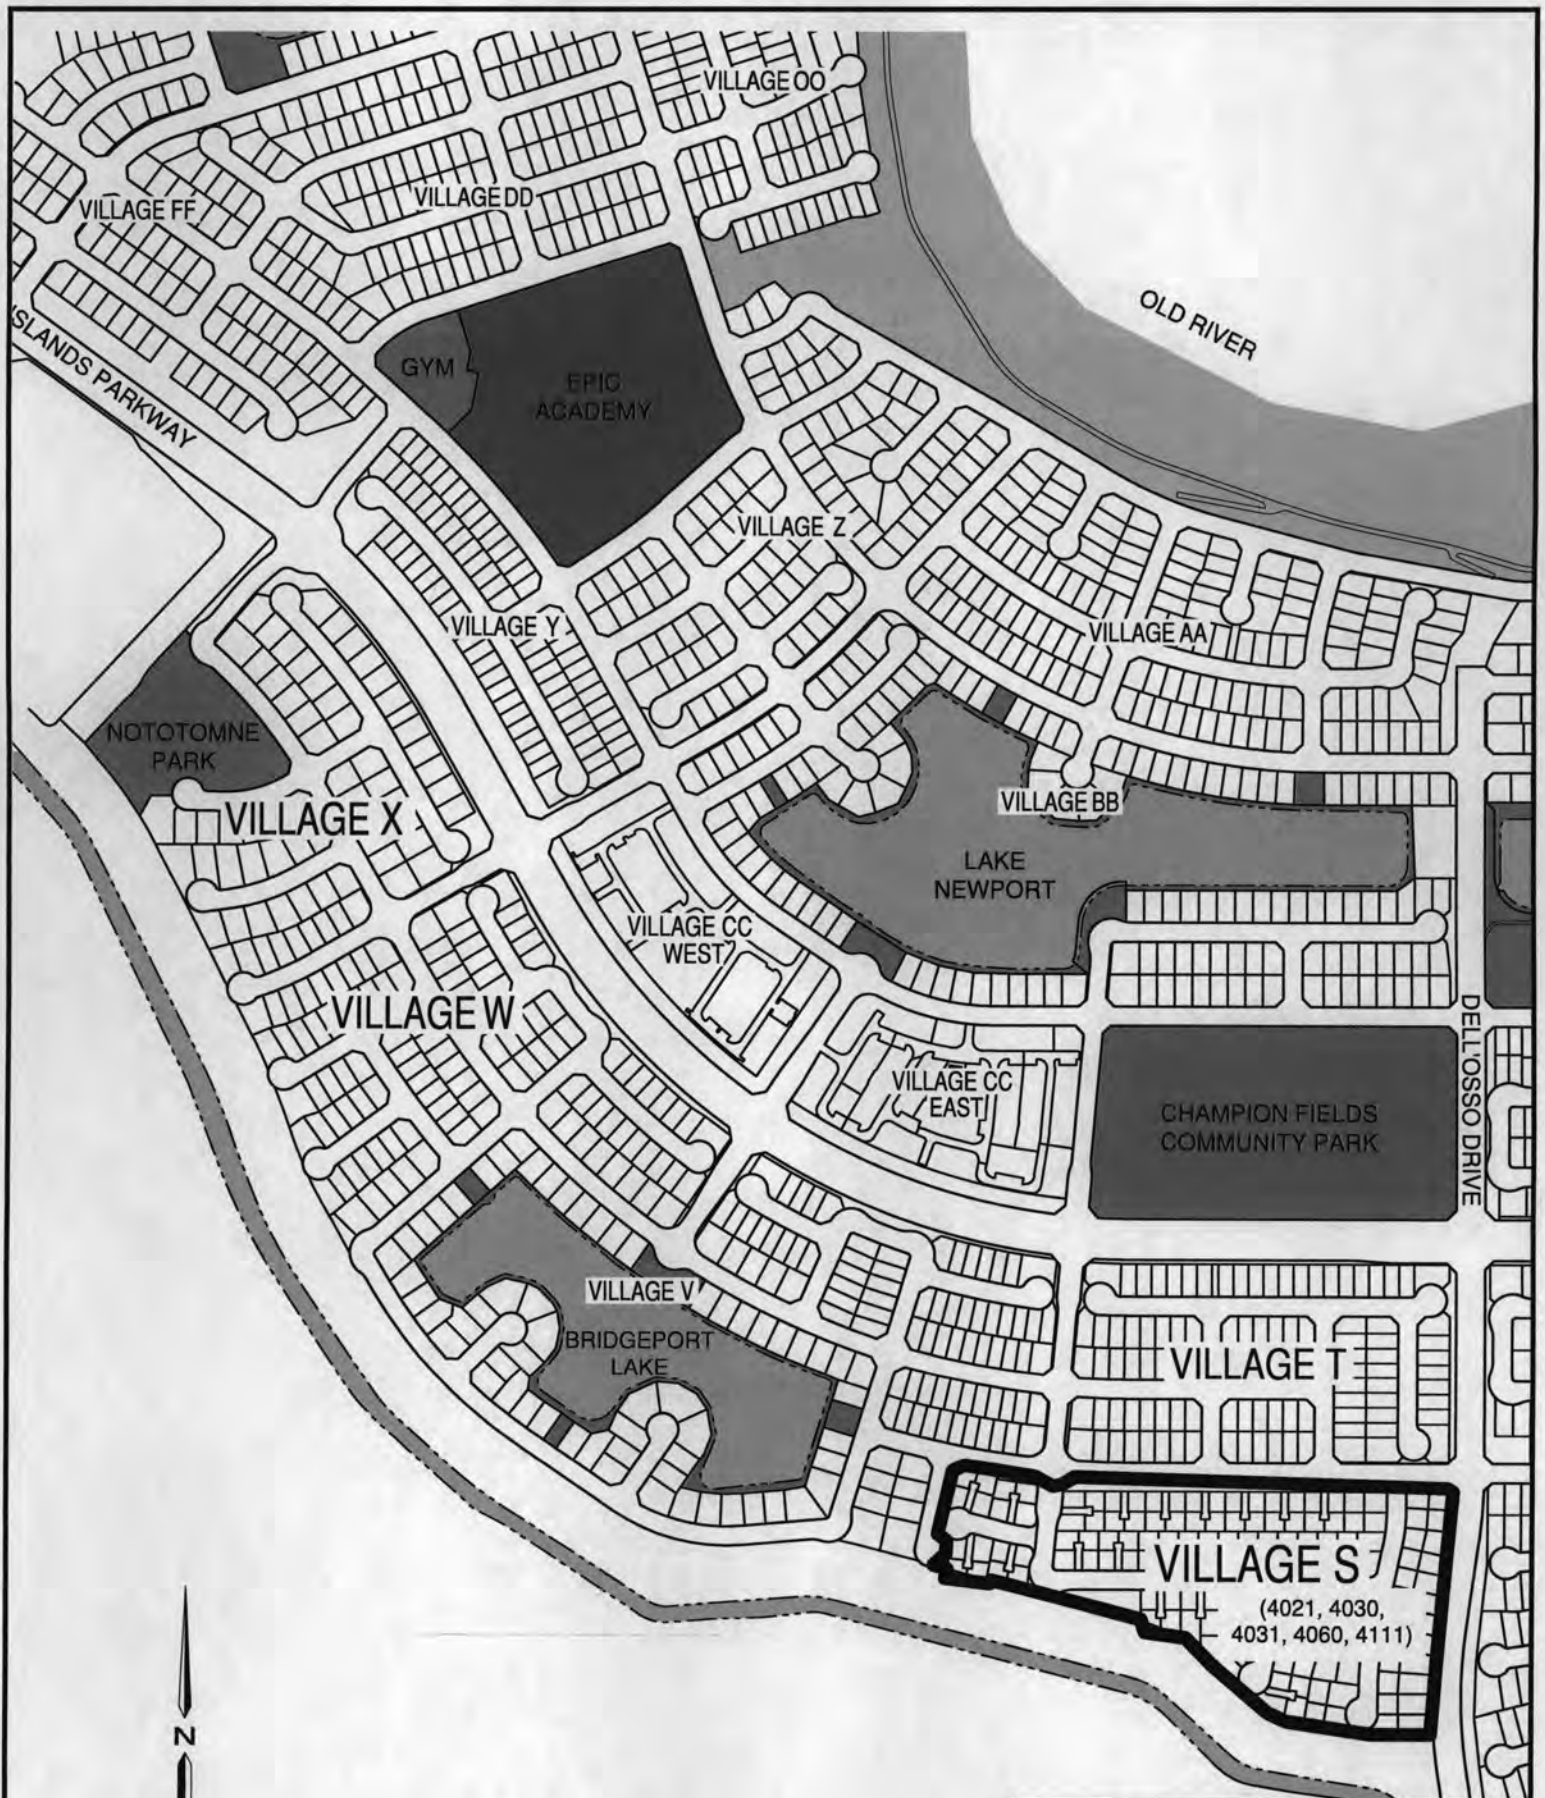 VILLAGE OO
VILLAGE DD
VILLAGE FF
OLD RIVER
ISLANDS PARKWAY
GYM
EPIC
ACADEMY
VILLAGE Z
VILLAGE Y
VILLAGE AA
NOTOTOMNE
PARK
VILLAGE X
VILLAGE BB
LAKE
NEWPORT
VILLAGE CC
WEST
VILLAGE W
DELL'OSSO DRIVE
VILLAGE CC
EAST
CHAMPION FIELDS
COMMUNITY PARK
VILLAGE V
BRIDGEPORT
LAKE
VILLAGE T
VILLAGE S
(4021, 4030,
4031, 4060, 4111)
N